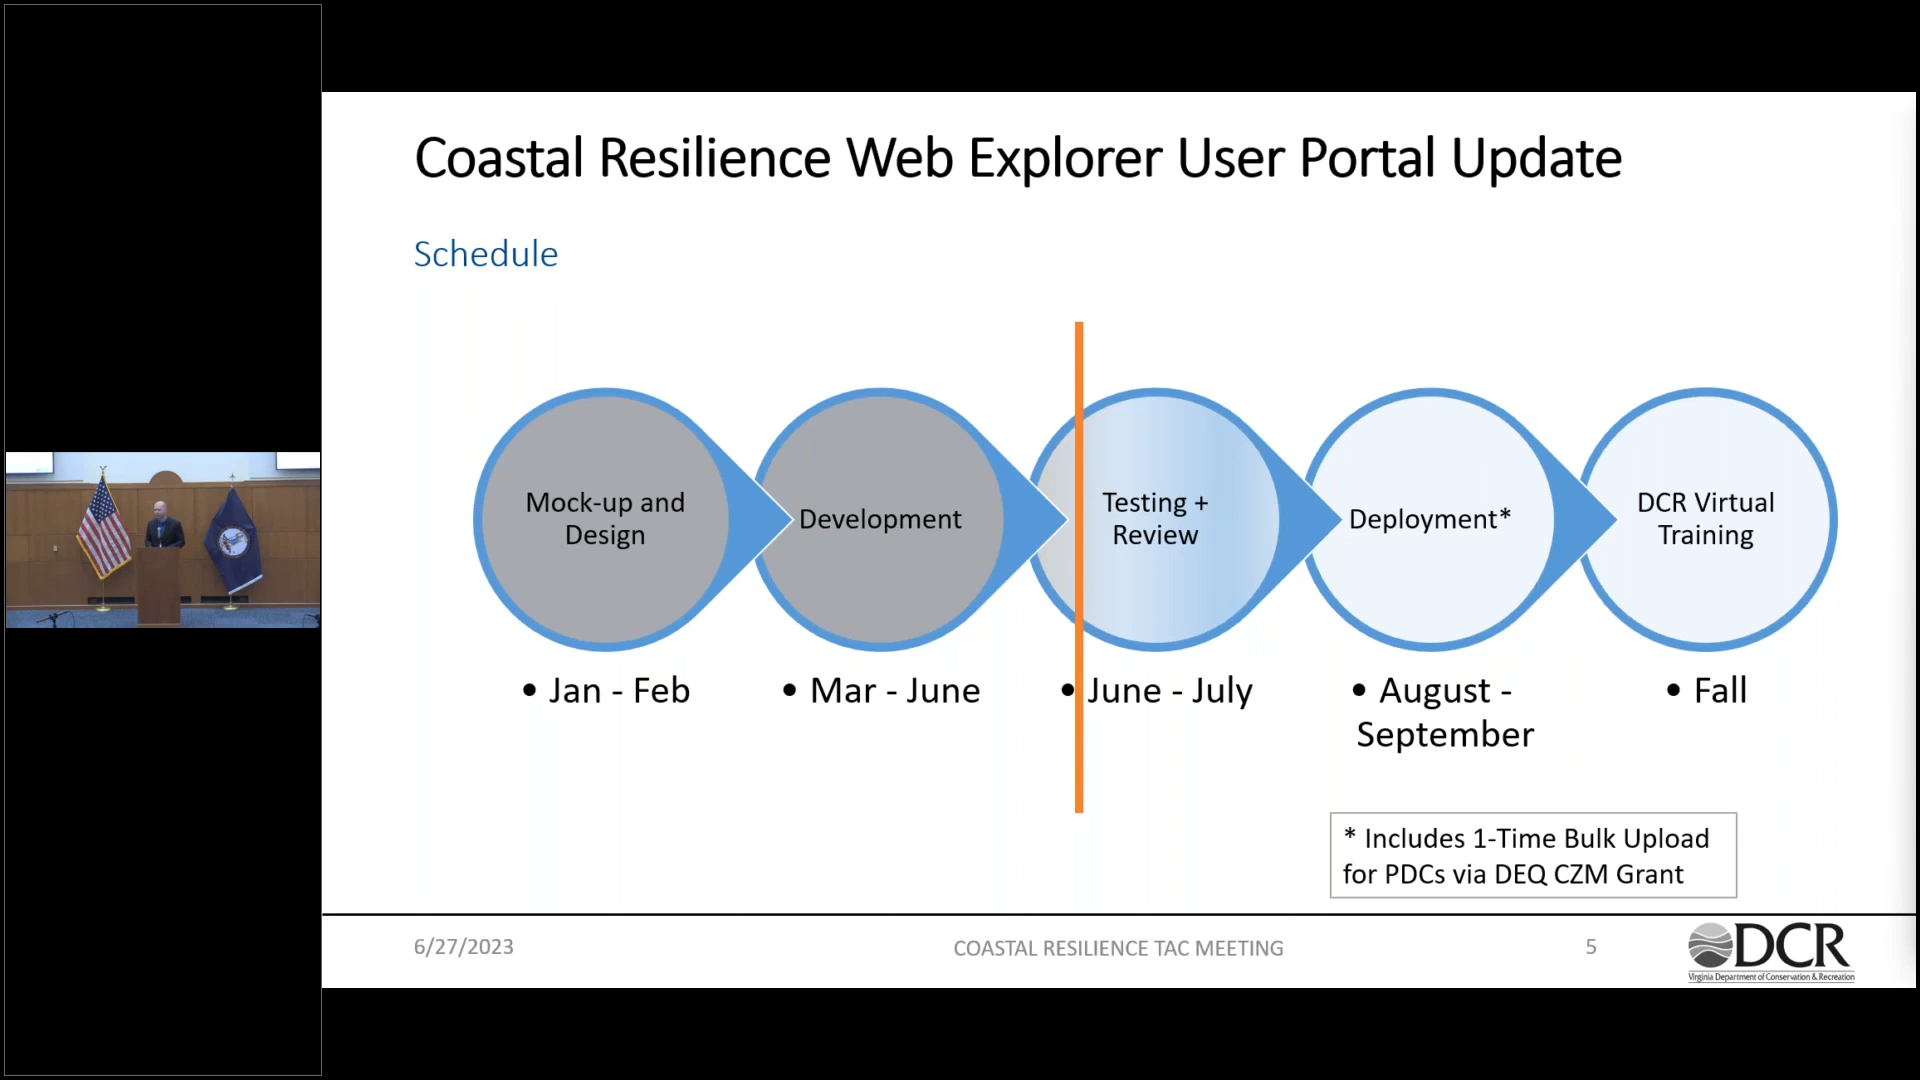 Coastal Resilience Web Explorer User Portal Update
Schedule
Mock-up and
Design
Development
Testing +
Review
Deployment*
DCR Virtual
Training
• Jan - Feb
• Mar - June
• June - July
• August -
September
• Fall
* Includes 1-Time Bulk Upload
for PDCs via DEQ CZM Grant
6/27/2023
COASTAL RESILIENCE TAC MEETING
5
DCR
Virginia Department of Conservation & Recreation